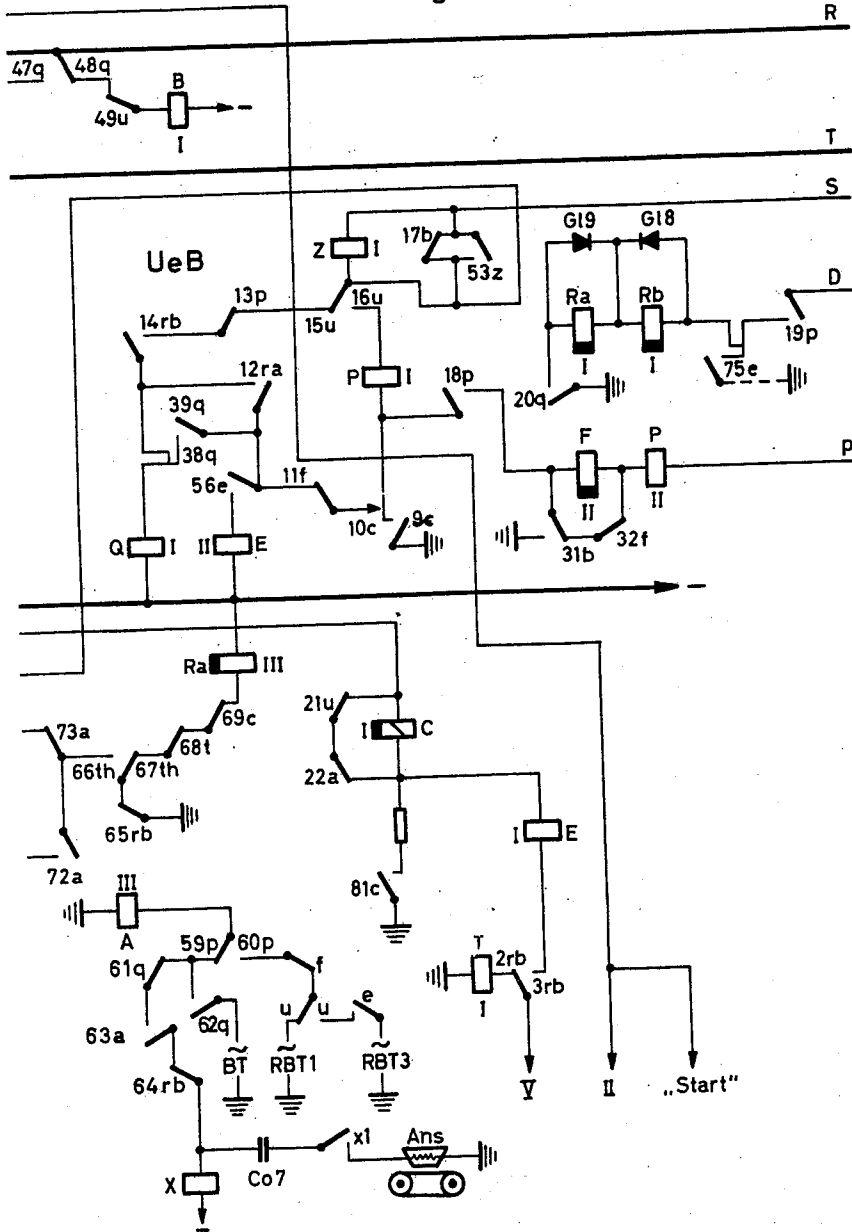 R
47q 48q
B
49u
I
T
S
UeB
Z I
17b
53z
Gl9 Gl8
13p
16u
15u
14rb
D
Ra Rb
19p
12ra
P I
18p
I I
75e
20q
39q
38q
11f
56e
10c
9c
F P
p
II II
31b 32f
Q I II E
–
Ra III
69c
21u
I C
73a
68t
66th 67th
22a
65rb
I E
72a
81c
III
A
59p 60p
61q
f
T
2rb
3rb
I
62q
u u
e
63a
~ ~ ~
BT RBT1 RBT3
64rb
V II „Start“
x1 Ans
Co7
X